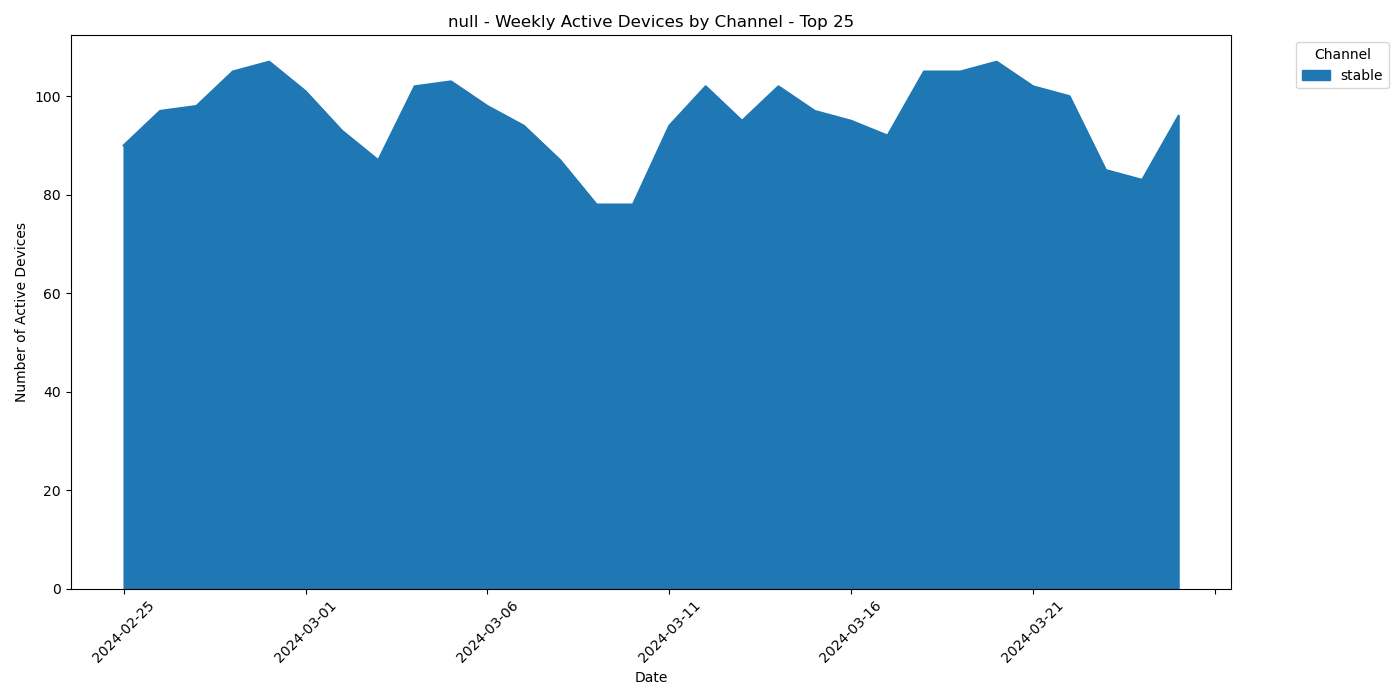 null - Weekly Active Devices by Channel - Top 25
Channel
stable
Number of Active Devices
100
80
60
40
20
0
2024-02-25
2024-03-01
2024-03-06
2024-03-11
2024-03-16
2024-03-21
Date